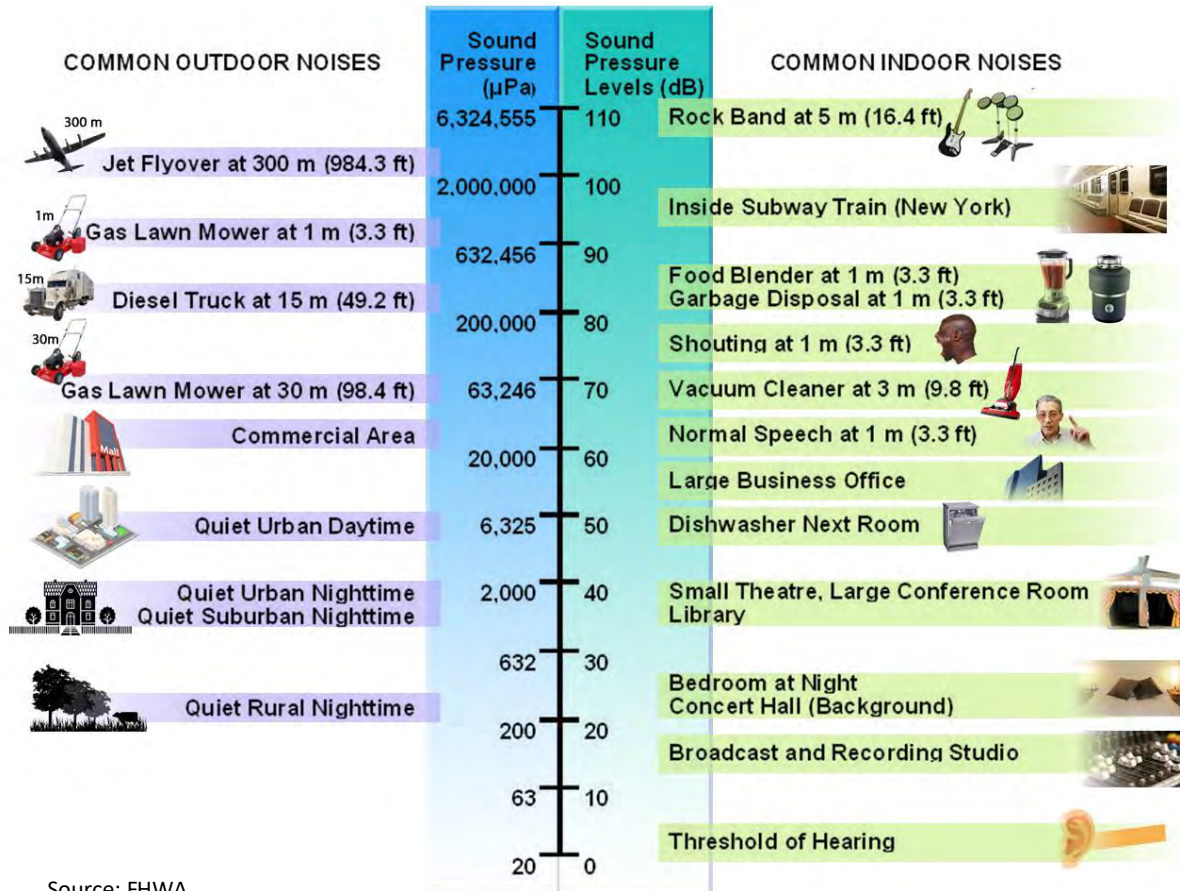 COMMON OUTDOOR NOISES
300 m
Jet Flyover at 300 m (984.3 ft)
1m
Gas Lawn Mower at 1 m (3.3 ft)
15m
Diesel Truck at 15 m (49.2 ft)
30m
Gas Lawn Mower at 30 m (98.4 ft)
Mall
Commercial Area
Quiet Urban Daytime
Quiet Urban Nighttime
Quiet Suburban Nighttime
Quiet Rural Nighttime
Sound
Pressure
(µPa)
6,324,555
2,000,000
632,456
200,000
63,246
20,000
6,325
2,000
632
200
63
20
Sound
Pressure
Levels (dB)
110
100
90
80
70
60
50
40
30
20
10
0
COMMON INDOOR NOISES
Rock Band at 5 m (16.4 ft)
Inside Subway Train (New York)
Food Blender at 1 m (3.3 ft)
Garbage Disposal at 1 m (3.3 ft)
Shouting at 1 m (3.3 ft)
Vacuum Cleaner at 3 m (9.8 ft)
Normal Speech at 1 m (3.3 ft)
Large Business Office
Dishwasher Next Room
Small Theatre, Large Conference Room
Library
Bedroom at Night
Concert Hall (Background)
Broadcast and Recording Studio
Threshold of Hearing
Source: FHWA